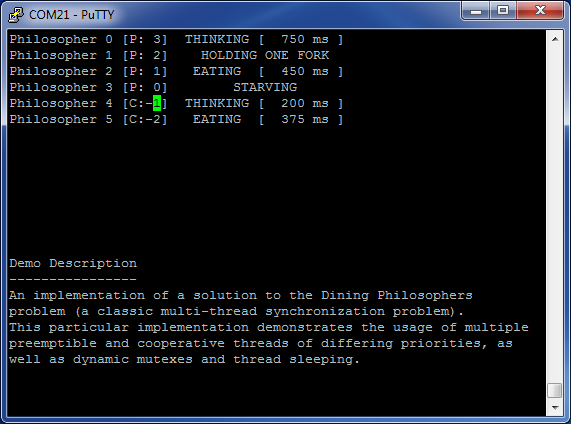 COM21 - PuTTY
Philosopher 0 [P: 3]  THINKING [  750 ms ]
Philosopher 1 [P: 2]    HOLDING ONE FORK
Philosopher 2 [P: 1]   EATING  [  450 ms ]
Philosopher 3 [P: 0]        STARVING
Philosopher 4 [C:-1]  THINKING [  200 ms ]
Philosopher 5 [C:-2]   EATING  [  375 ms ]
Demo Description
----------------
An implementation of a solution to the Dining Philosophers
problem (a classic multi-thread synchronization problem).
This particular implementation demonstrates the usage of multiple
preemptible and cooperative threads of differing priorities, as
well as dynamic mutexes and thread sleeping.